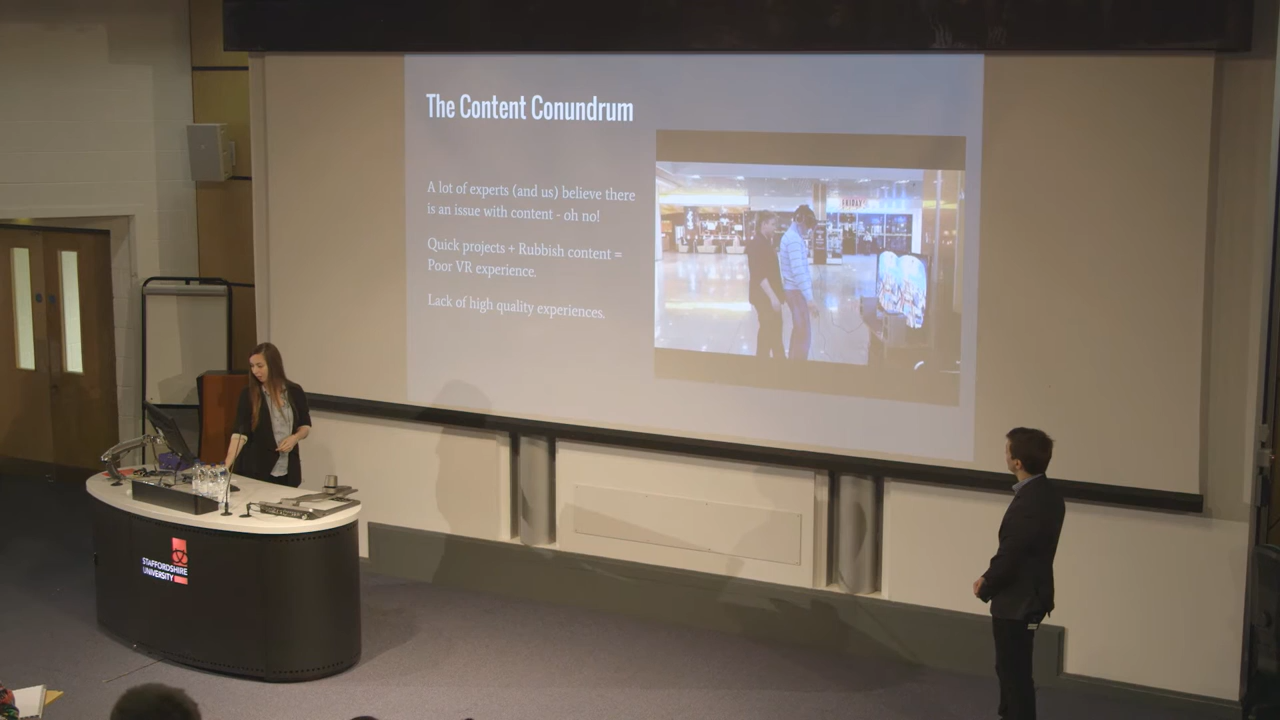 The Content Conundrum
A lot of experts (and us) believe there
is an issue with content - oh no!
Quick projects + Rubbish content =
Poor VR experience.
Lack of high quality experiences.
FRIDAY
STAFFORDSHIRE
UNIVERSITY